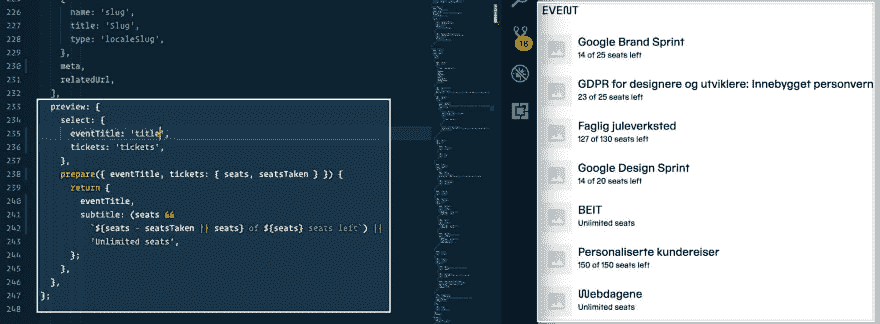 {
226 name: 'slug',
227 title: 'Slug',
228 type: 'localeSlug',
229 },
230 meta,
231 relatedUrl,
232 ],
233 preview: {
234 select: {
235 eventTitle: 'title',
236 tickets: 'tickets',
237 },
238 prepare({ eventTitle, tickets: { seats, seatsTaken } }) {
239 return {
240 eventTitle,
241 subtitle: (seats &&
242 `${seats - seatsTaken || seats} of ${seats} seats left`) ||
243 'Unlimited seats',
244 };
245 },
246 },
247 };
248
16
EVENT
Google Brand Sprint
14 of 25 seats left
GDPR for designere og utviklere: Innebygget personvern
23 of 25 seats left
Faglig juleverksted
127 of 130 seats left
Google Design Sprint
14 of 20 seats left
BEIT
Unlimited seats
Personaliserte kundereiser
150 of 150 seats left
Webdagene
Unlimited seats